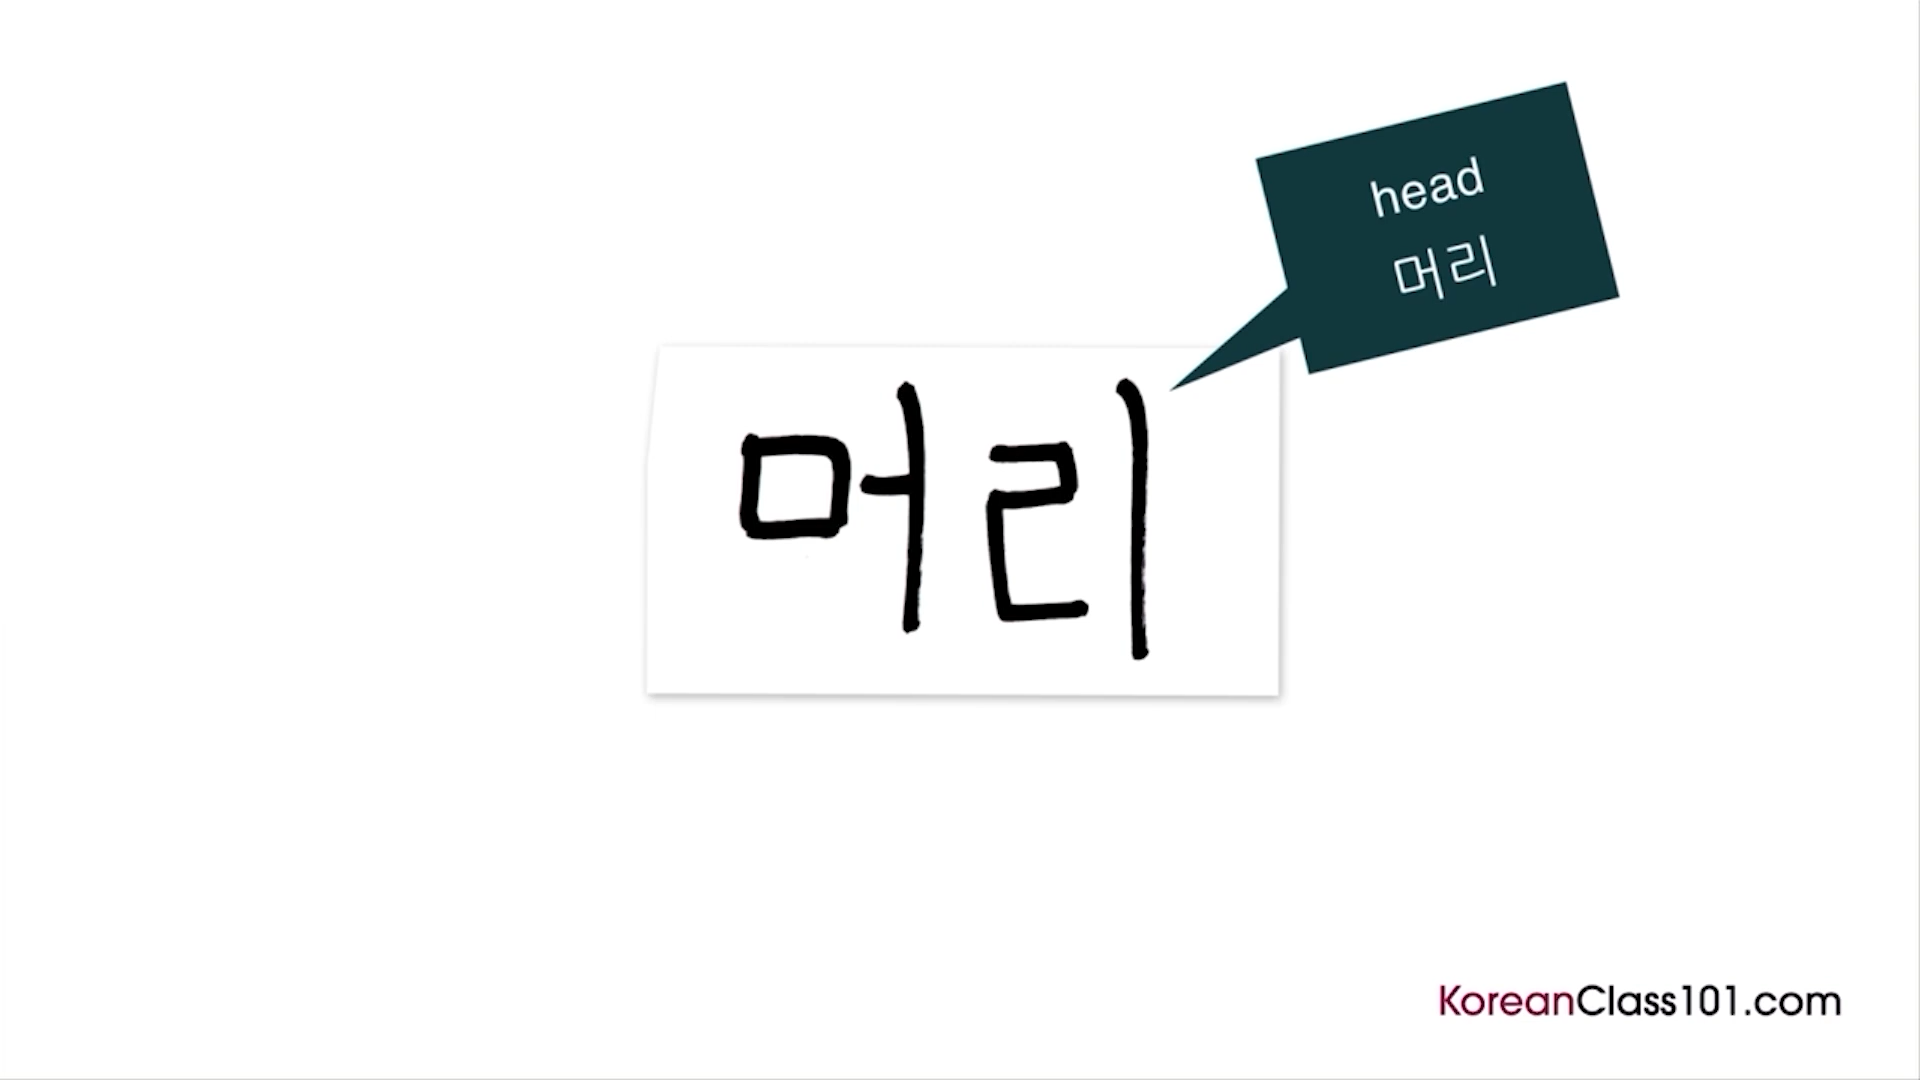 head
머리
머리
KoreanClass101.com